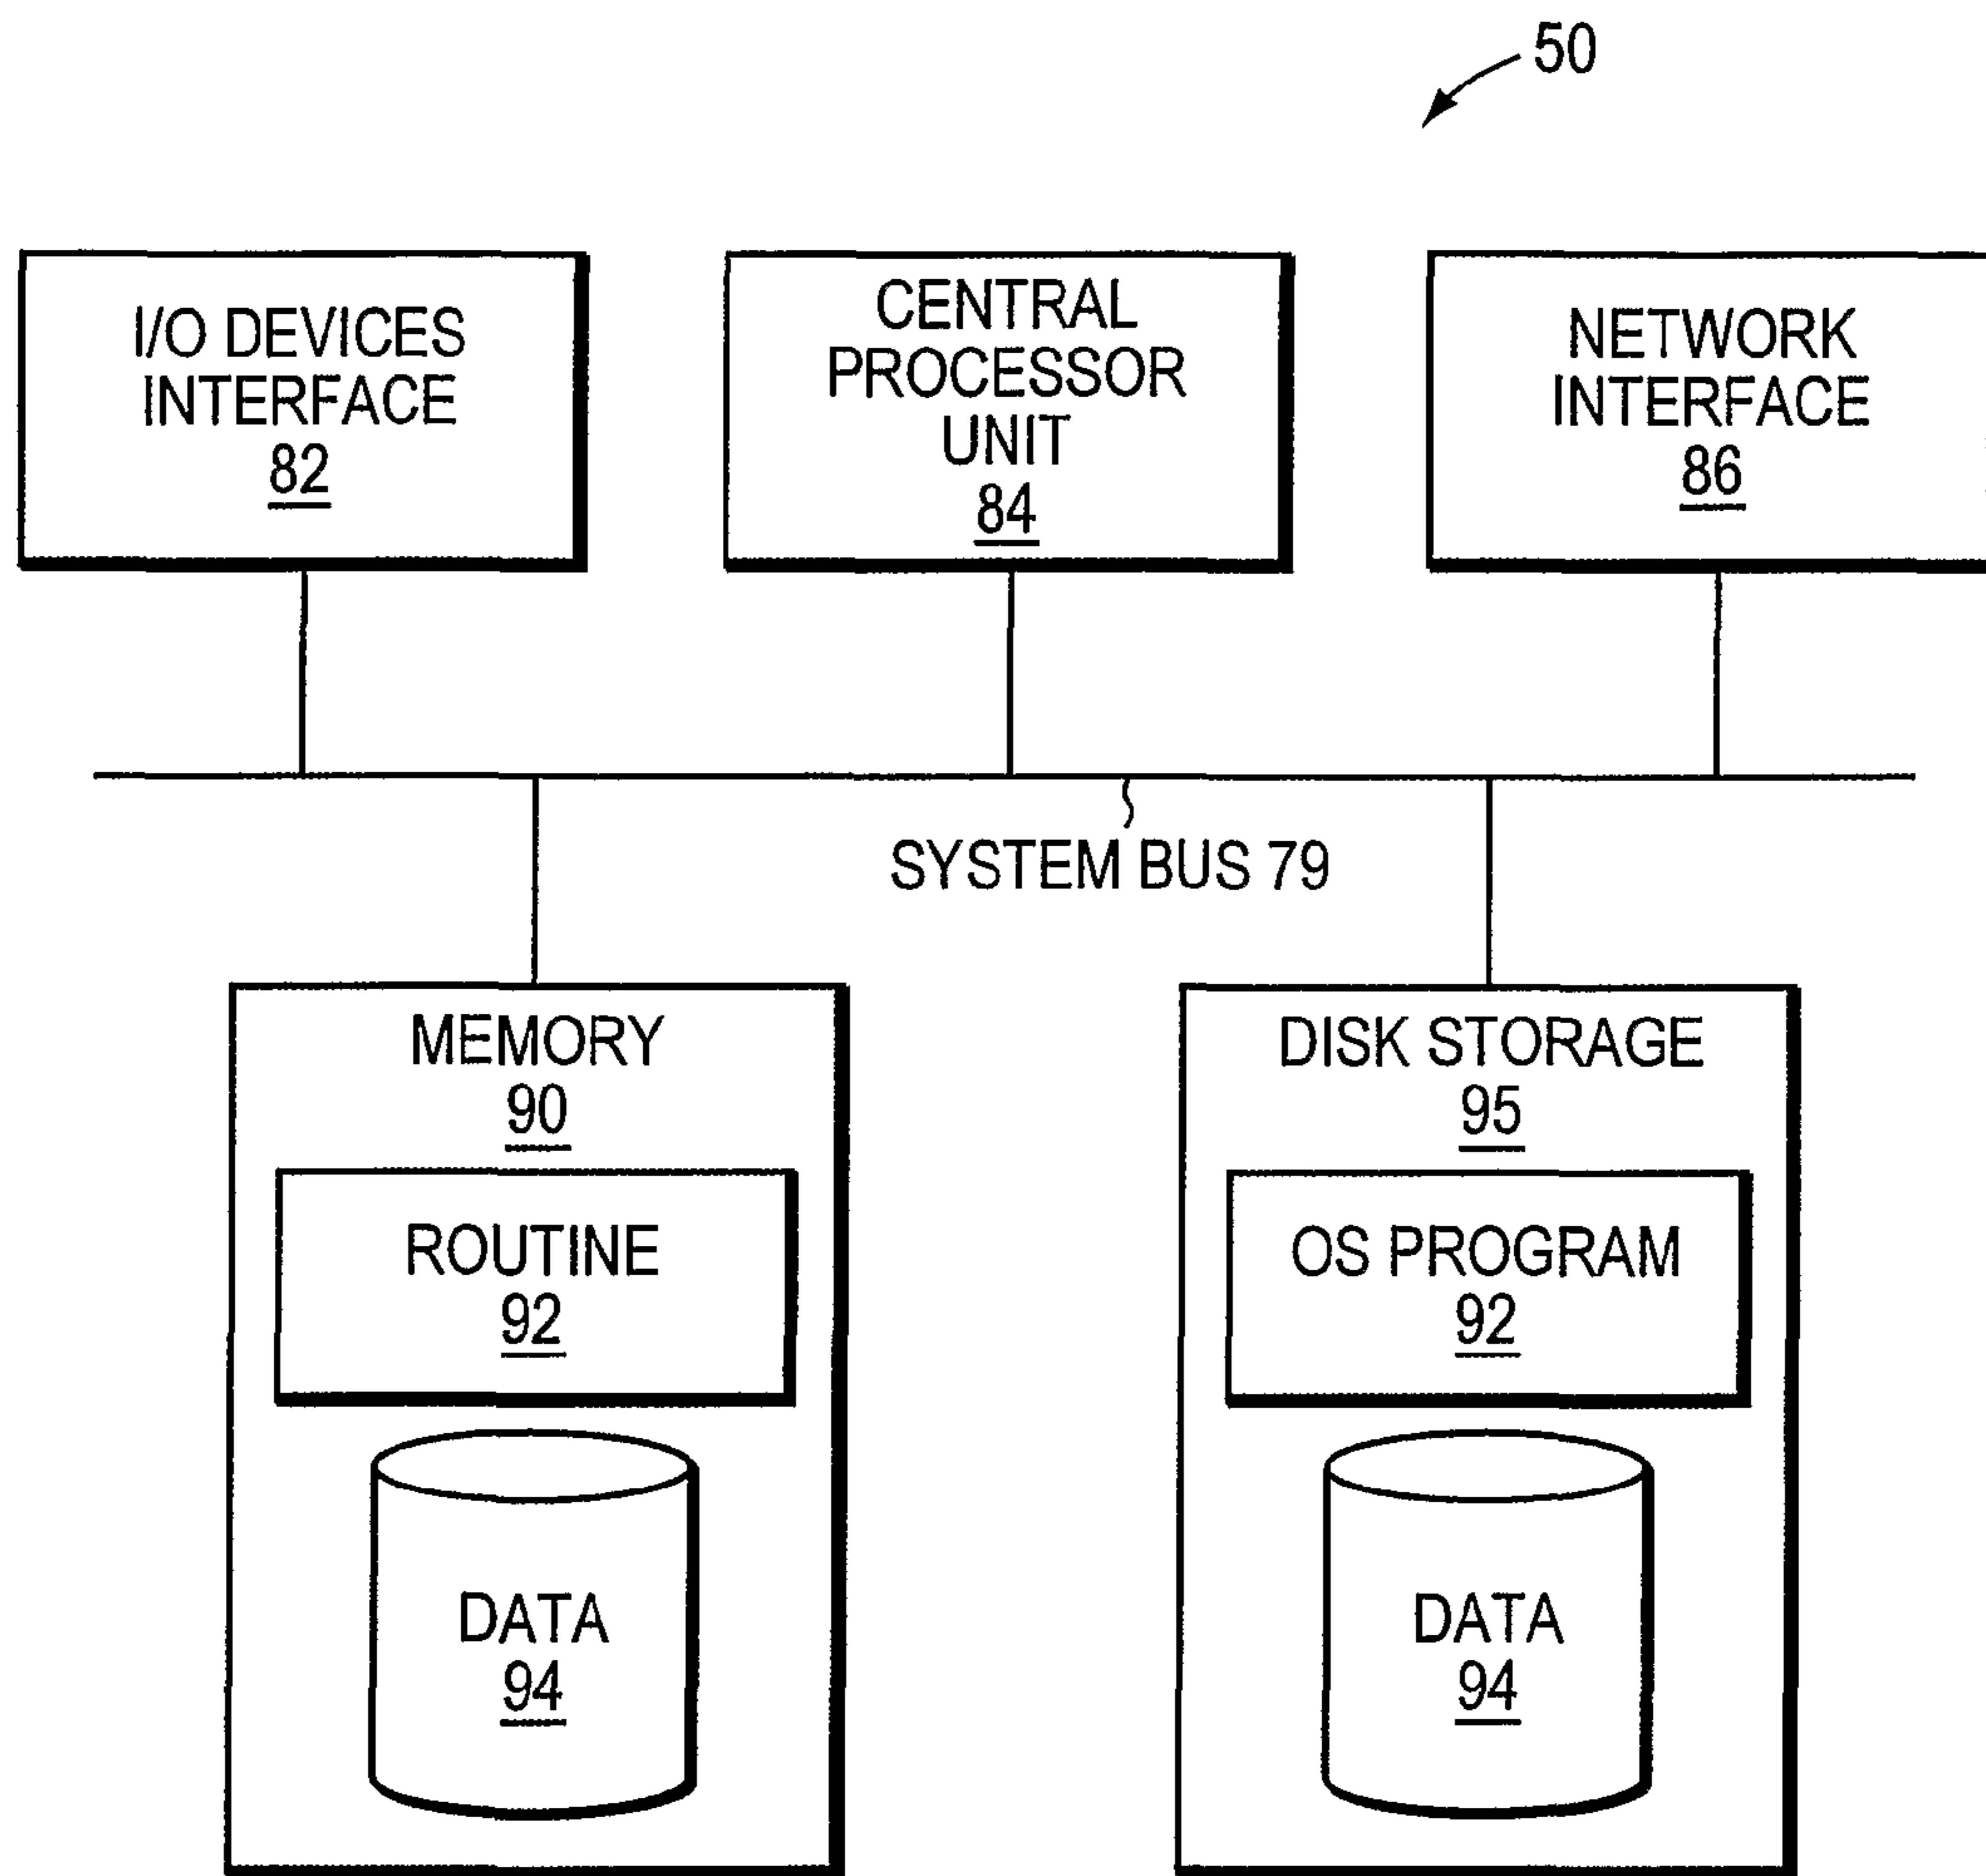 50
I/O DEVICES
INTERFACE
82
CENTRAL
PROCESSOR
UNIT
84
NETWORK
INTERFACE
86
SYSTEM BUS 79
MEMORY
90
ROUTINE
92
DATA
94
DISK STORAGE
95
OS PROGRAM
92
DATA
94